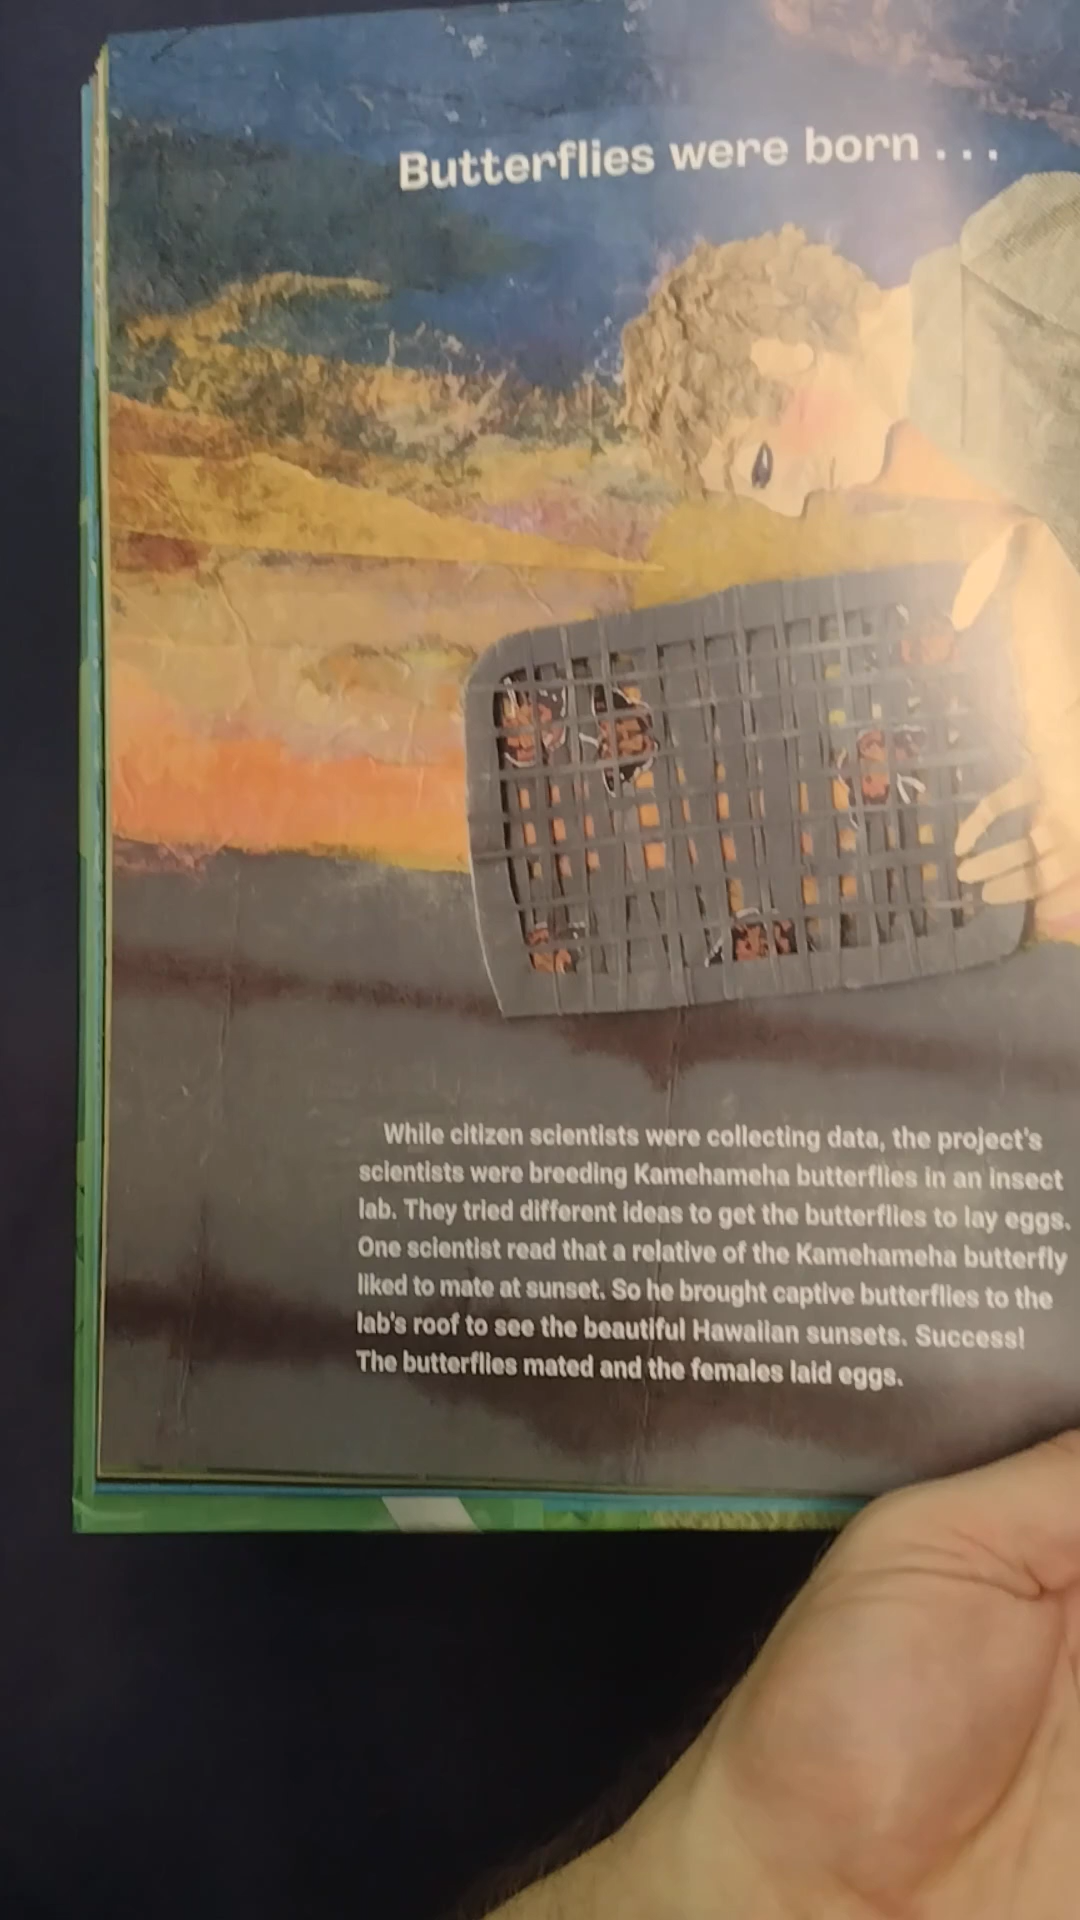 Butterflies were born . . .
While citizen scientists were collecting data, the project's
scientists were breeding Kamehameha butterflies in an insect
lab. They tried different ideas to get the butterflies to lay eggs.
One scientist read that a relative of the Kamehameha butterfly
liked to mate at sunset. So he brought captive butterflies to the
lab's roof to see the beautiful Hawaiian sunsets. Success!
The butterflies mated and the females laid eggs.